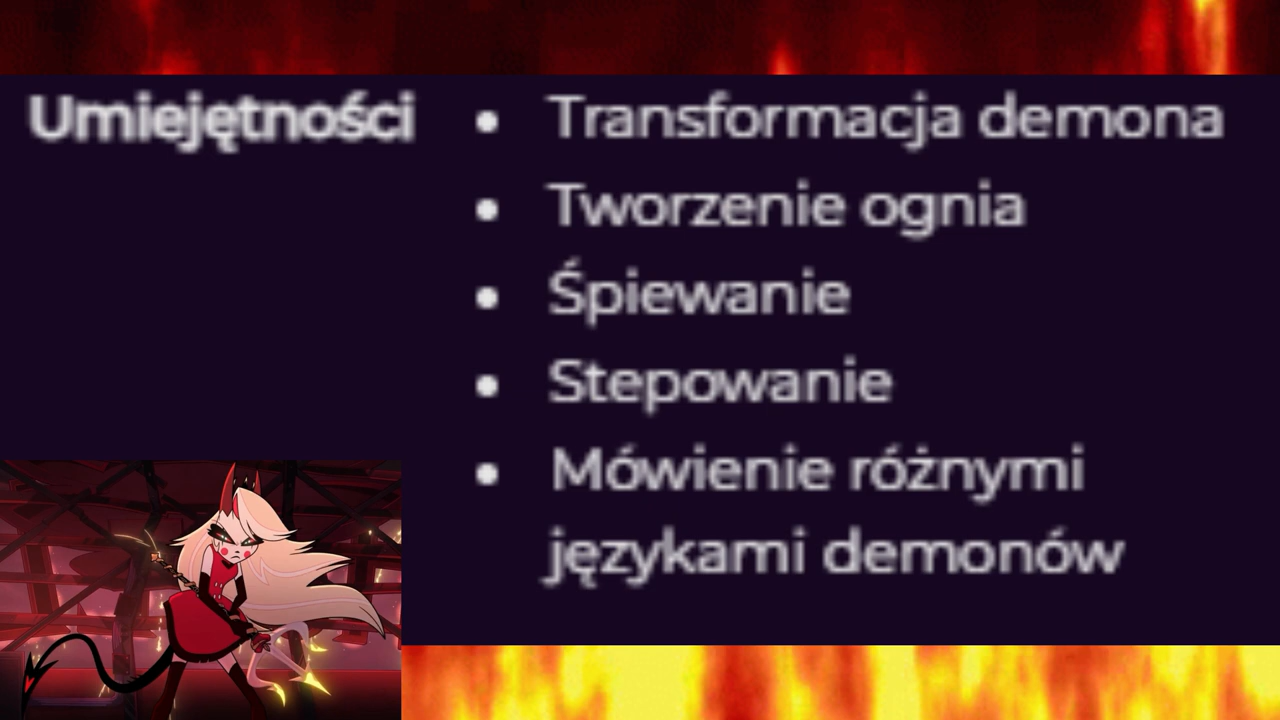 Umiejętności
• Transformacja demona
• Tworzenie ognia
• Śpiewanie
• Stepowanie
• Mówienie różnymi
językami demonów